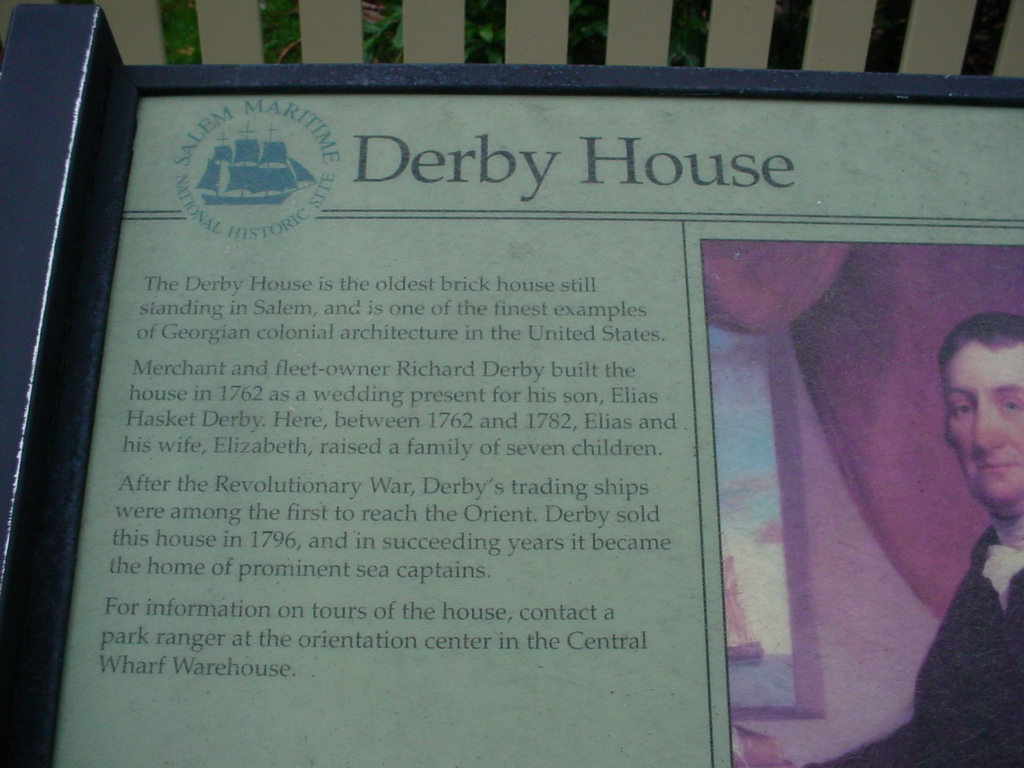 SALEM MARITIME
NATIONAL HISTORIC SITE
Derby House
The Derby House is the oldest brick house still
standing in Salem, and is one of the finest examples
of Georgian colonial architecture in the United States.
Merchant and fleet-owner Richard Derby built the
house in 1762 as a wedding present for his son, Elias
Hasket Derby. Here, between 1762 and 1782, Elias and
his wife, Elizabeth, raised a family of seven children.
After the Revolutionary War, Derby's trading ships
were among the first to reach the Orient. Derby sold
this house in 1796, and in succeeding years it became
the home of prominent sea captains.
For information on tours of the house, contact a
park ranger at the orientation center in the Central
Wharf Warehouse.